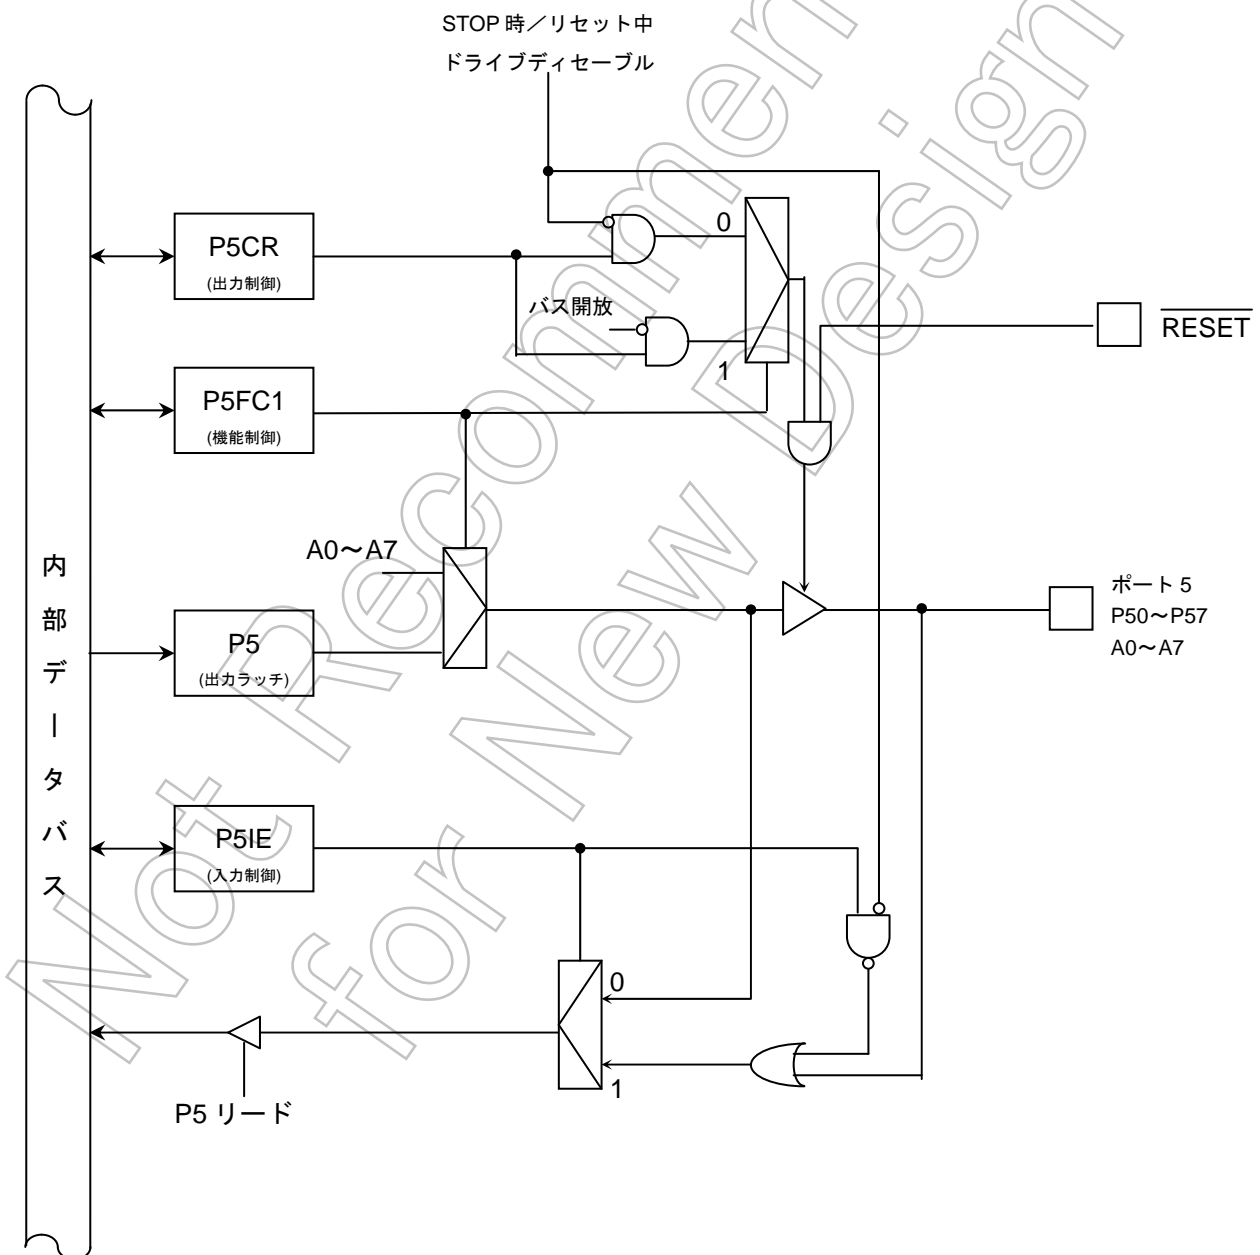 STOP 時／リセット中
ドライブディセーブル
P5CR
(出力制御)
0
バス開放
1
RESET
P5FC1
(機能制御)
A0～A7
内部データバス
P5
(出力ラッチ)
ポート 5
P50～P57
A0～A7
P5IE
(入力制御)
0
1
P5 リード
Not Recommen
for New Design